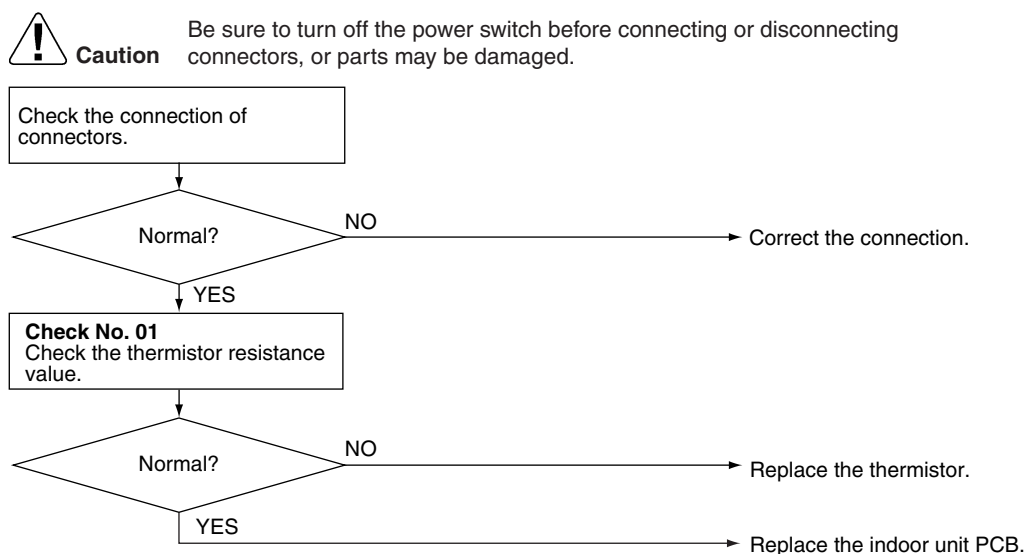 Be sure to turn off the power switch before connecting or disconnecting
Caution connectors, or parts may be damaged.
Check the connection of
connectors.
Normal?
NO
Correct the connection.
YES
Check No. 01
Check the thermistor resistance
value.
Normal?
NO
Replace the thermistor.
YES
Replace the indoor unit PCB.